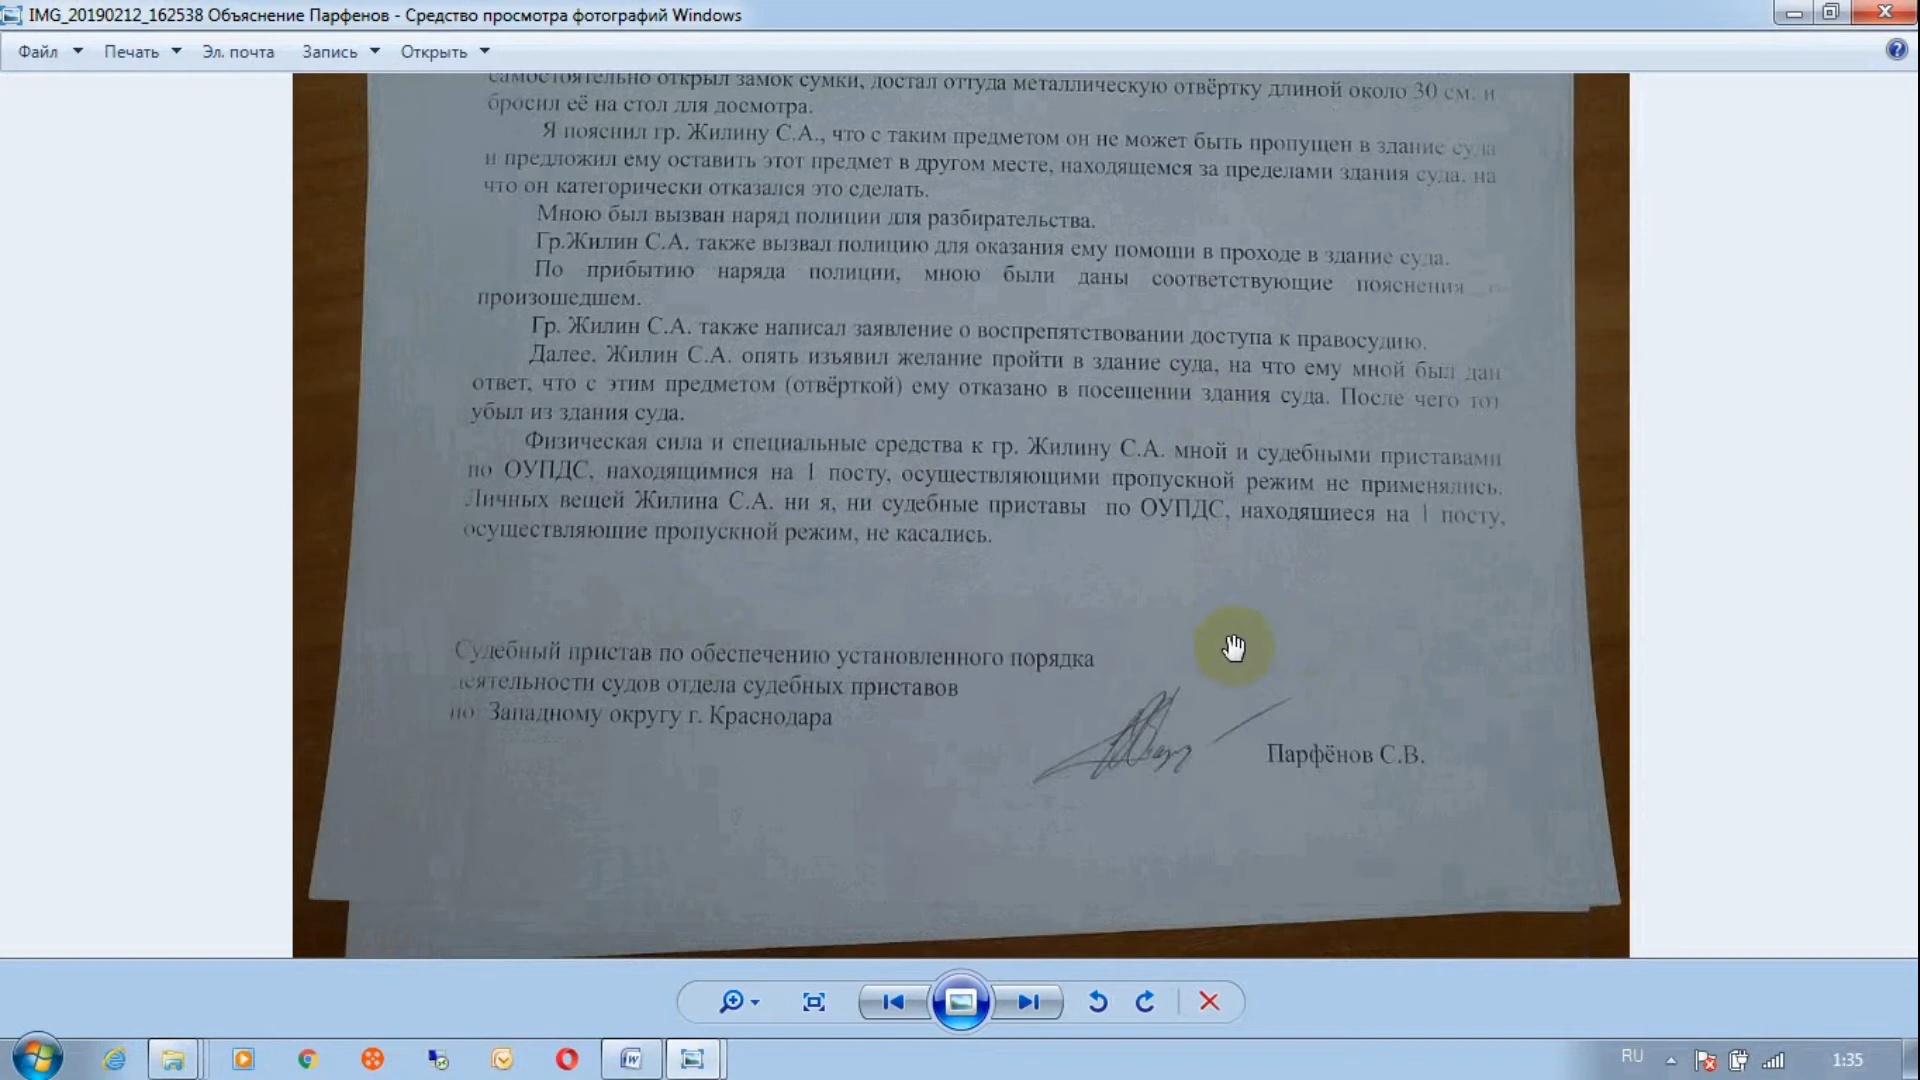 IMG_20190212_162538 Объяснение Парфенов - Средство просмотра фотографий Windows
Файл Печать Эл. почта Запись Открыть
самостоятельно открыл замок сумки, достал оттуда металлическую отвёртку длиной около 30 см. и
бросил её на стол для досмотра.
Я пояснил гр. Жилину С.А., что с таким предметом он не может быть пропущен в здание суда
и предложил ему оставить этот предмет в другом месте, находящемся за пределами здания суда, на
что он категорически отказался это сделать.
Мною был вызван наряд полиции для разбирательства.
Гр.Жилин С.А. также вызвал полицию для оказания ему помощи в проходе в здание суда.
По прибытию наряда полиции, мною были даны соответствующие пояснения
произошедшем.
Гр. Жилин С.А. также написал заявление о воспрепятствовании доступа к правосудию.
Далее, Жилин С.А. опять изъявил желание пройти в здание суда, на что ему мной был дан
ответ, что с этим предметом (отвёрткой) ему отказано в посещении здания суда. После чего тот
убыл из здания суда.
Физическая сила и специальные средства к гр. Жилину С.А. мной и судебными приставами
по ОУПДС, находящимися на 1 посту, осуществляющими пропускной режим не применялись.
Личных вещей Жилина С.А. ни я, ни судебные приставы по ОУПДС, находящиеся на 1 посту,
осуществляющие пропускной режим, не касались.
Судебный пристав по обеспечению установленного порядка
деятельности судов отдела судебных приставов
по Западному округу г. Краснодара
Парфёнов С.В.
RU
1:35